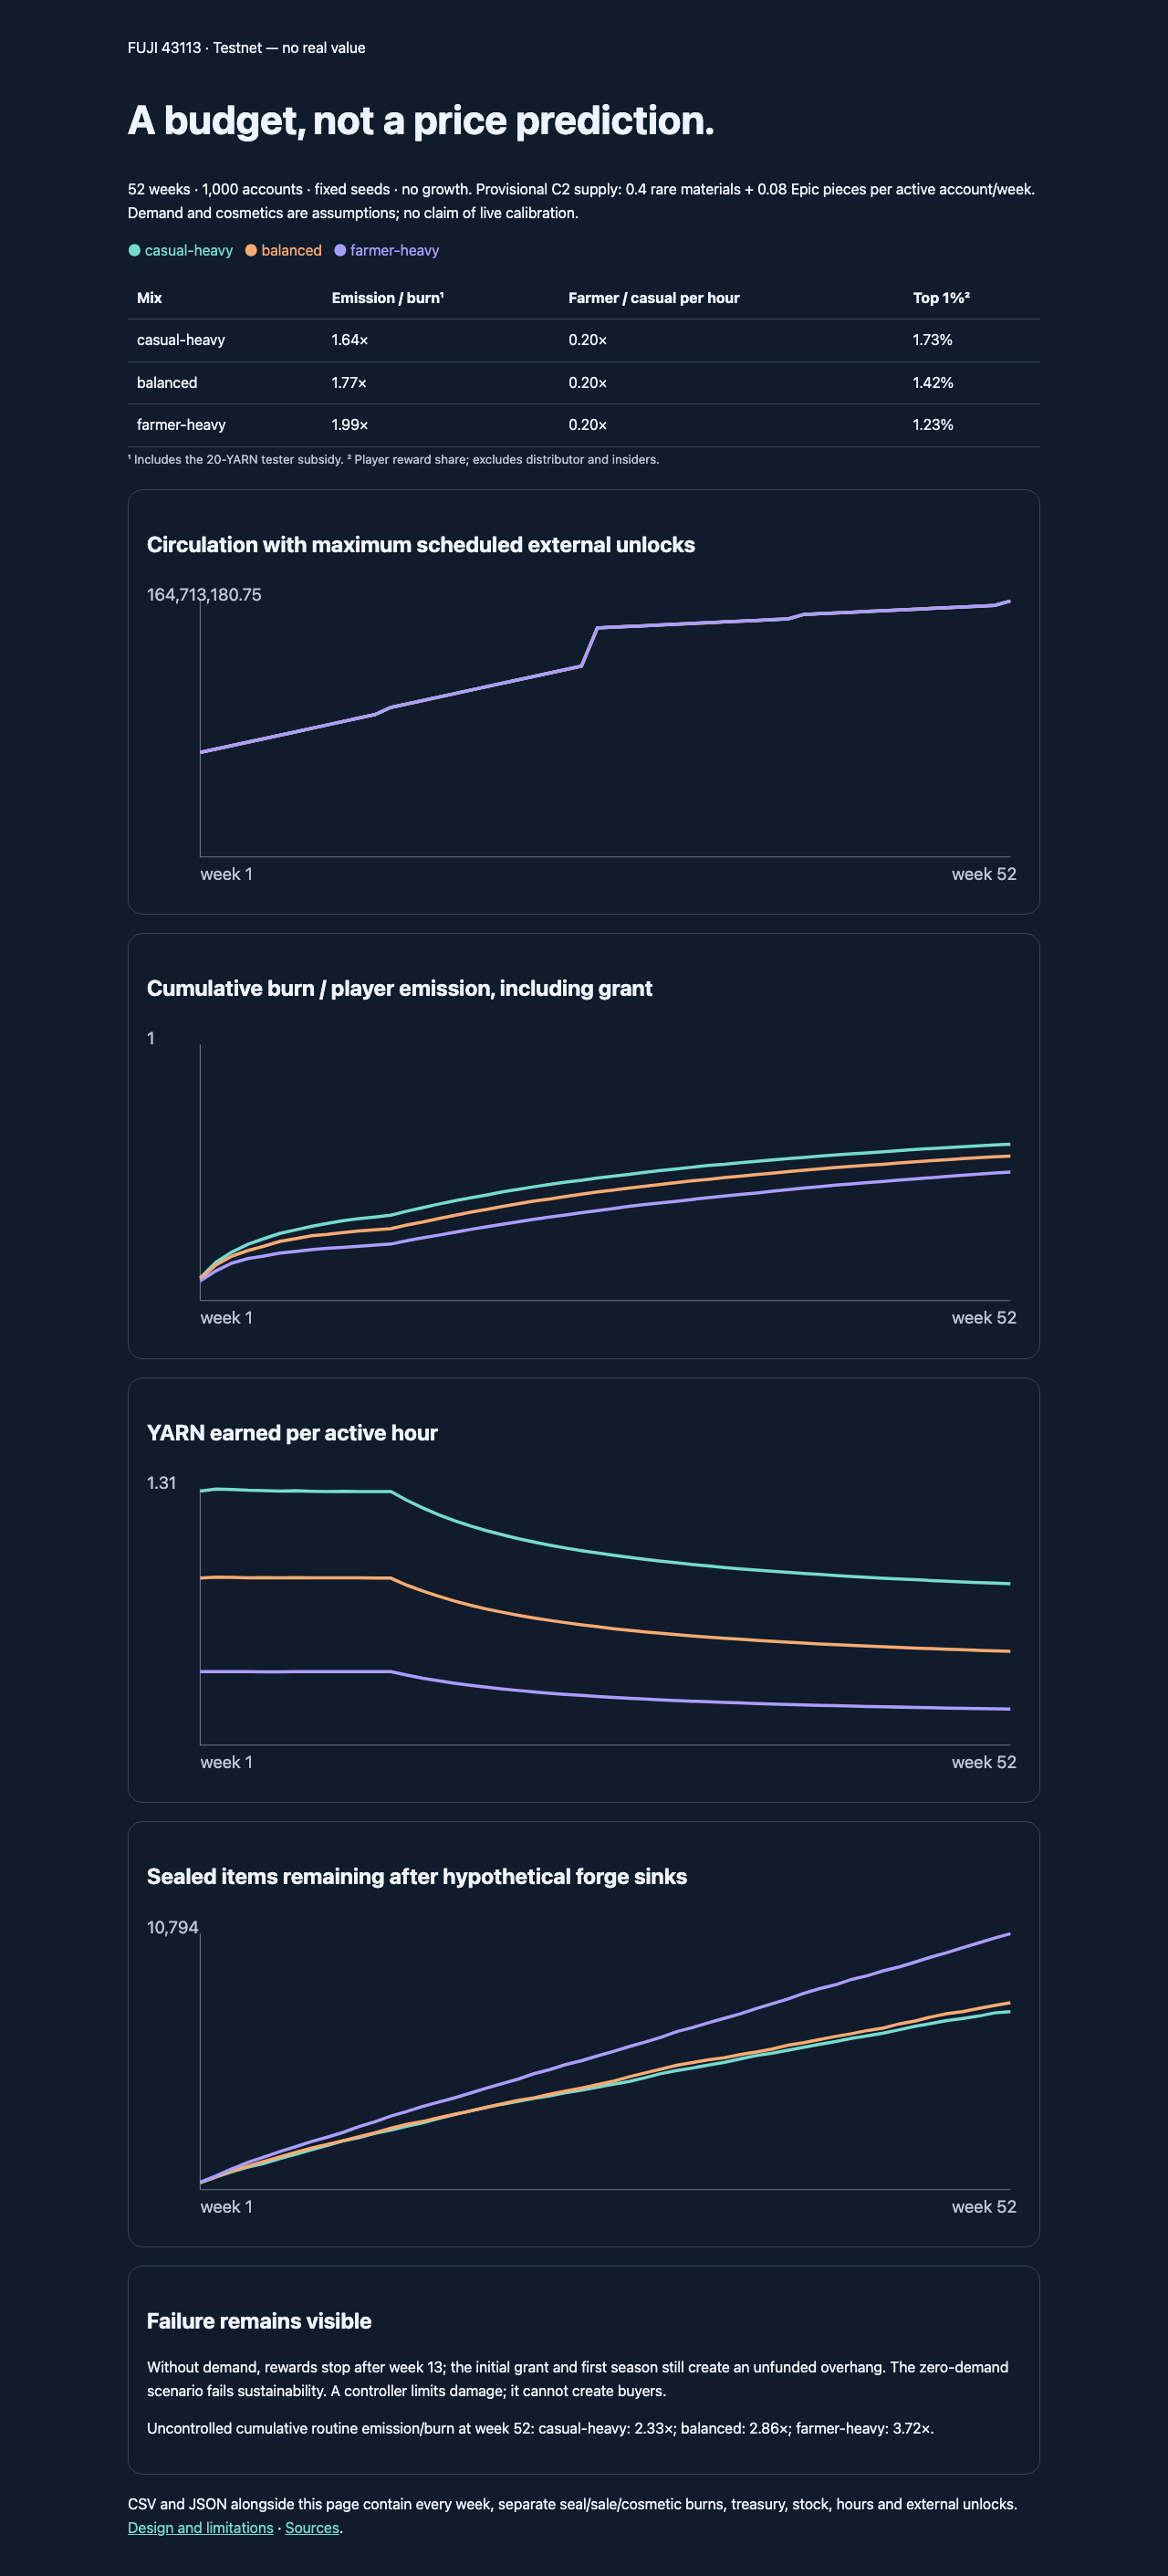 FUJI 43113 · Testnet — no real value
A budget, not a price prediction.
52 weeks · 1,000 accounts · fixed seeds · no growth. Provisional C2 supply: 0.4 rare materials + 0.08 Epic pieces per active account/week.
Demand and cosmetics are assumptions; no claim of live calibration.
casual-heavy balanced farmer-heavy
Mix Emission / burn¹ Farmer / casual per hour Top 1%²
casual-heavy 1.64× 0.20× 1.73%
balanced 1.77× 0.20× 1.42%
farmer-heavy 1.99× 0.20× 1.23%
¹ Includes the 20-YARN tester subsidy. ² Player reward share; excludes distributor and insiders.
Circulation with maximum scheduled external unlocks
164,713,180.75
week 1 week 52
Cumulative burn / player emission, including grant
1
week 1 week 52
YARN earned per active hour
1.31
week 1 week 52
Sealed items remaining after hypothetical forge sinks
10,794
week 1 week 52
Failure remains visible
Without demand, rewards stop after week 13; the initial grant and first season still create an unfunded overhang. The zero-demand
scenario fails sustainability. A controller limits damage; it cannot create buyers.
Uncontrolled cumulative routine emission/burn at week 52: casual-heavy: 2.33×; balanced: 2.86×; farmer-heavy: 3.72×.
CSV and JSON alongside this page contain every week, separate seal/sale/cosmetic burns, treasury, stock, hours and external unlocks.
Design and limitations · Sources.